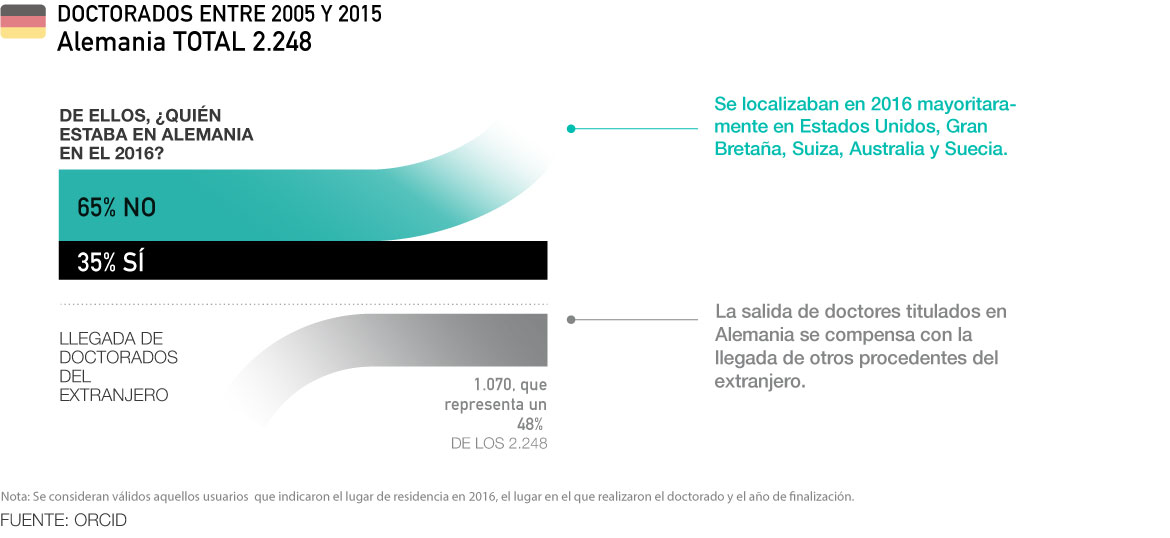 DOCTORADOS ENTRE 2005 Y 2015
Alemania TOTAL 2.248
DE ELLOS, ¿QUIÉN
ESTABA EN ALEMANIA
EN EL 2016?
65% NO
35% SÍ
Se localizaban en 2016 mayoritara-
mente en Estados Unidos, Gran
Bretaña, Suiza, Australia y Suecia.
LLEGADA DE
DOCTORADOS
DEL
EXTRANJERO
1.070, que
representa un
48%
DE LOS 2.248
La salida de doctores titulados en
Alemania se compensa con la
llegada de otros procedentes del
extranjero.
Nota: Se consideran válidos aquellos usuarios que indicaron el lugar de residencia en 2016, el lugar en el que realizaron el doctorado y el año de finalización.
FUENTE: ORCID